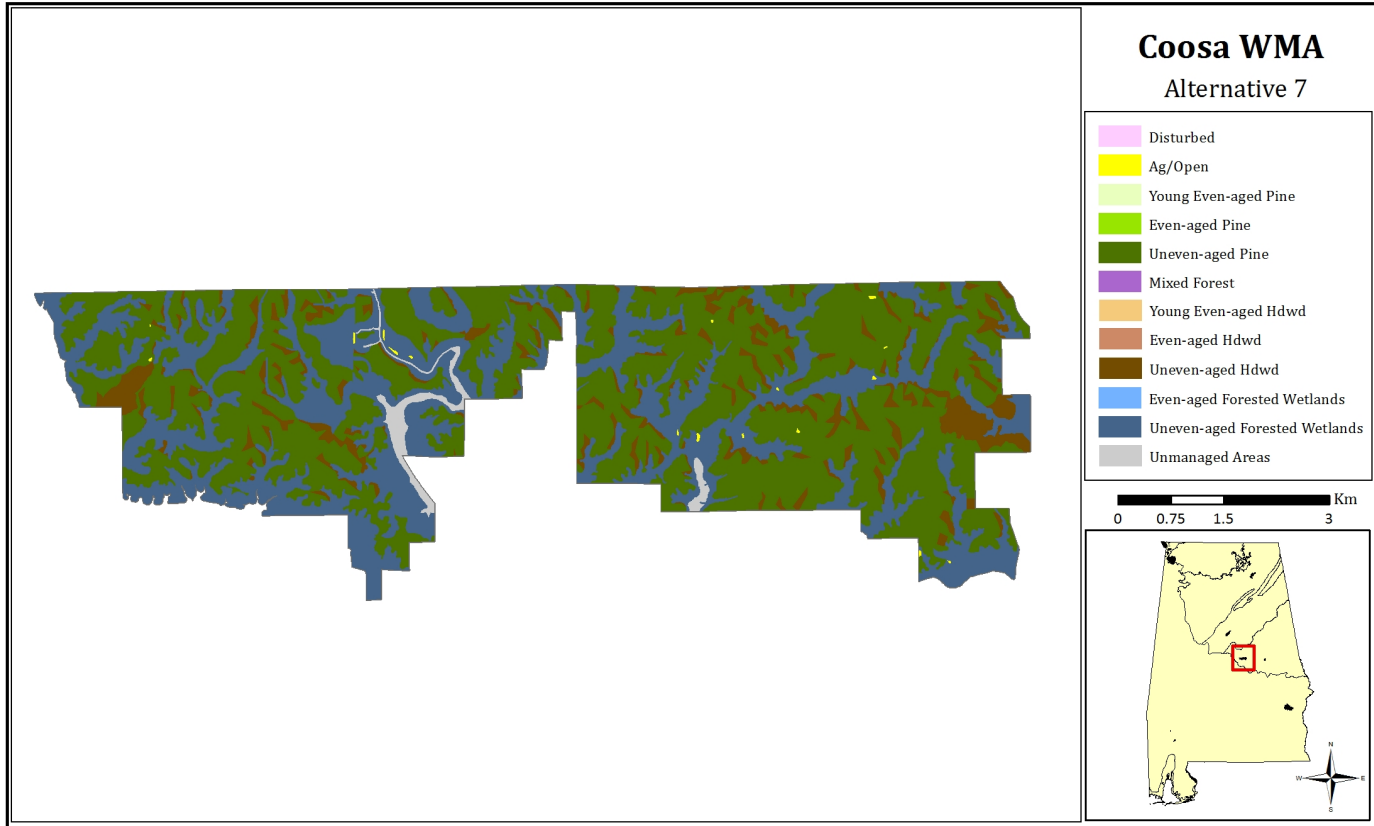 Coosa WMA
Alternative 7
Disturbed
Ag/Open
Young Even-aged Pine
Even-aged Pine
Uneven-aged Pine
Mixed Forest
Young Even-aged Hdwd
Even-aged Hdwd
Uneven-aged Hdwd
Even-aged Forested Wetlands
Uneven-aged Forested Wetlands
Unmanaged Areas
Km
0 0.75 1.5 3
N
W E
S